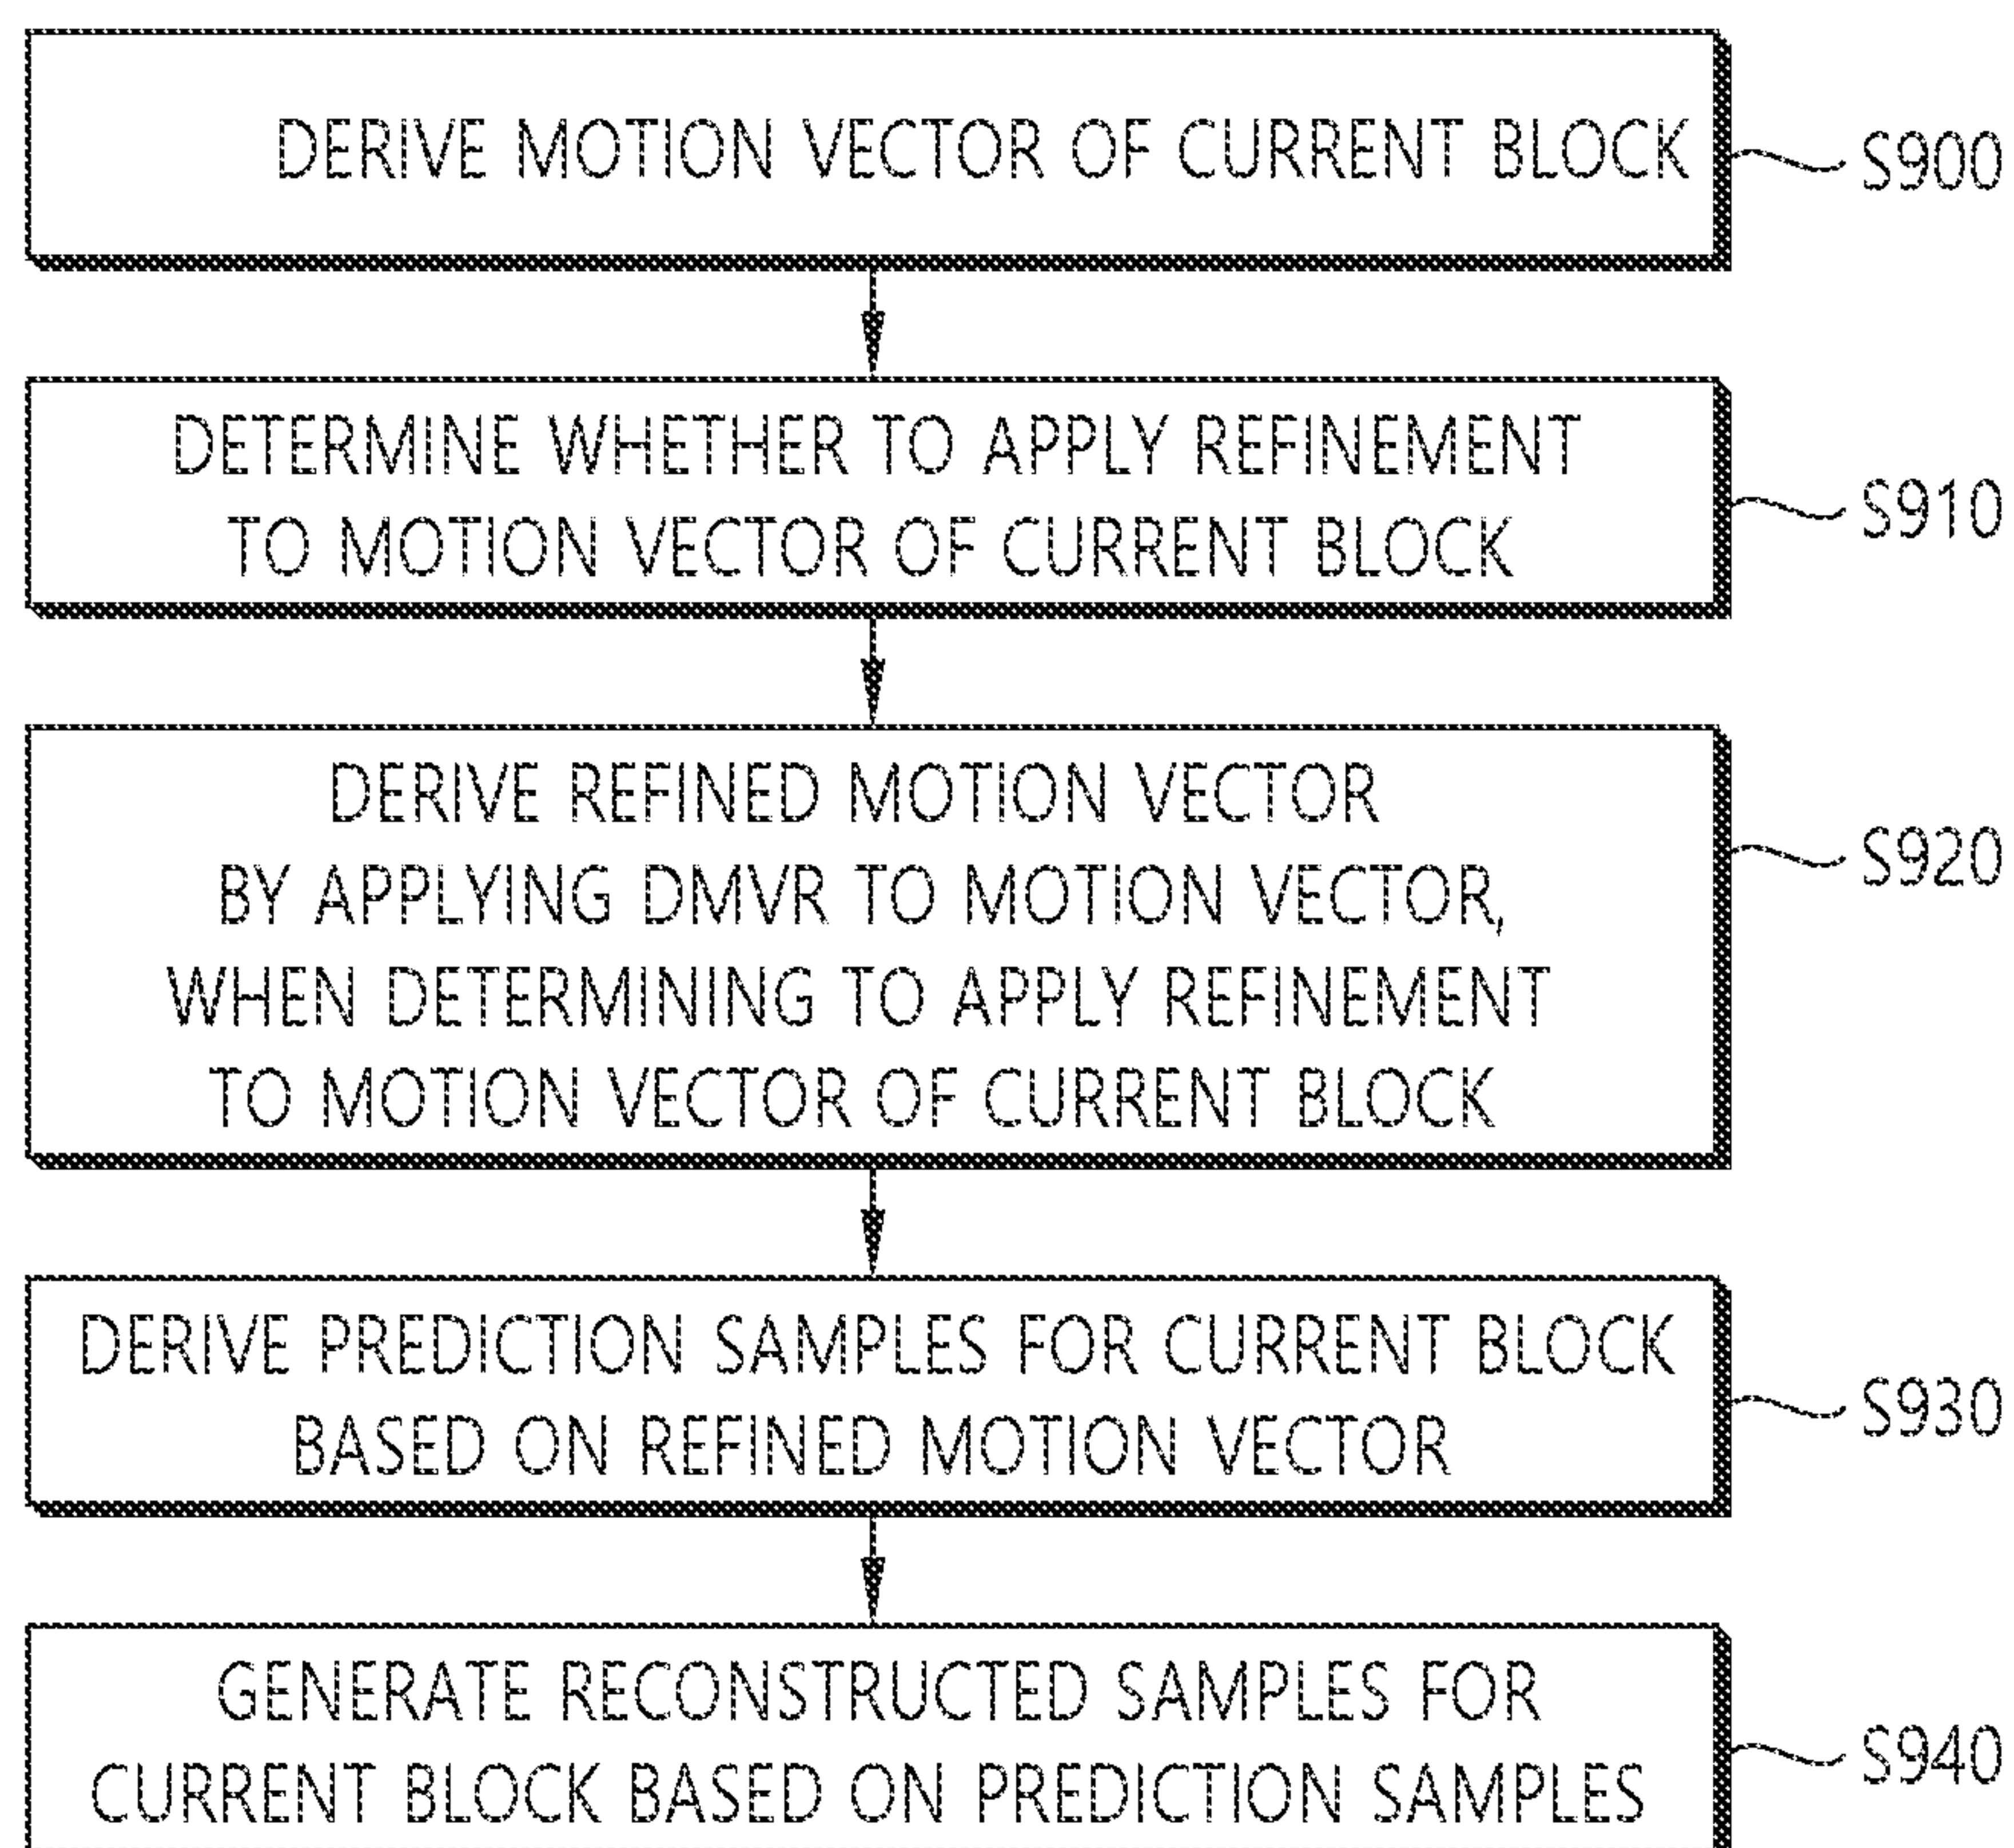 DERIVE MOTION VECTOR OF CURRENT BLOCK
S900
DETERMINE WHETHER TO APPLY REFINEMENT
TO MOTION VECTOR OF CURRENT BLOCK
S910
DERIVE REFINED MOTION VECTOR
BY APPLYING DMVR TO MOTION VECTOR,
WHEN DETERMINING TO APPLY REFINEMENT
TO MOTION VECTOR OF CURRENT BLOCK
S920
DERIVE PREDICTION SAMPLES FOR CURRENT BLOCK
BASED ON REFINED MOTION VECTOR
S930
GENERATE RECONSTRUCTED SAMPLES FOR
CURRENT BLOCK BASED ON PREDICTION SAMPLES
S940